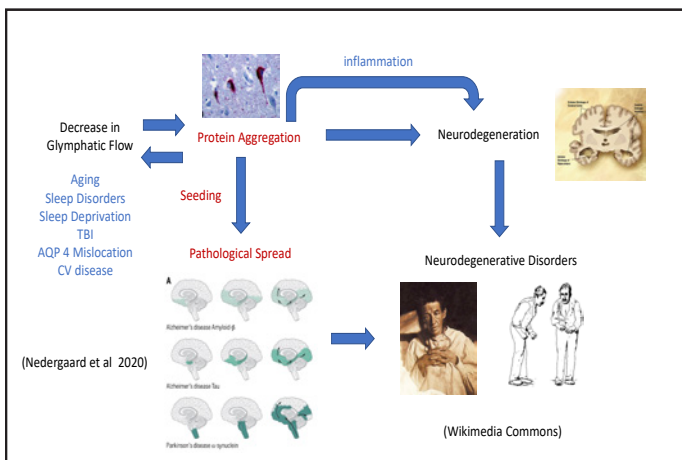 inflammation
Decrease in
Glymphatic Flow
Protein Aggregation
Neurodegeneration
Aging
Sleep Disorders
Sleep Deprivation
TBI
AQP 4 Mislocation
CV disease
Seeding
Pathological Spread
Neurodegenerative Disorders
A
Alzheimer's disease Amyloid-β
(Nedergaard et al 2020)
Alzheimer's disease Tau
Parkinson's disease α synuclein
(Wikimedia Commons)